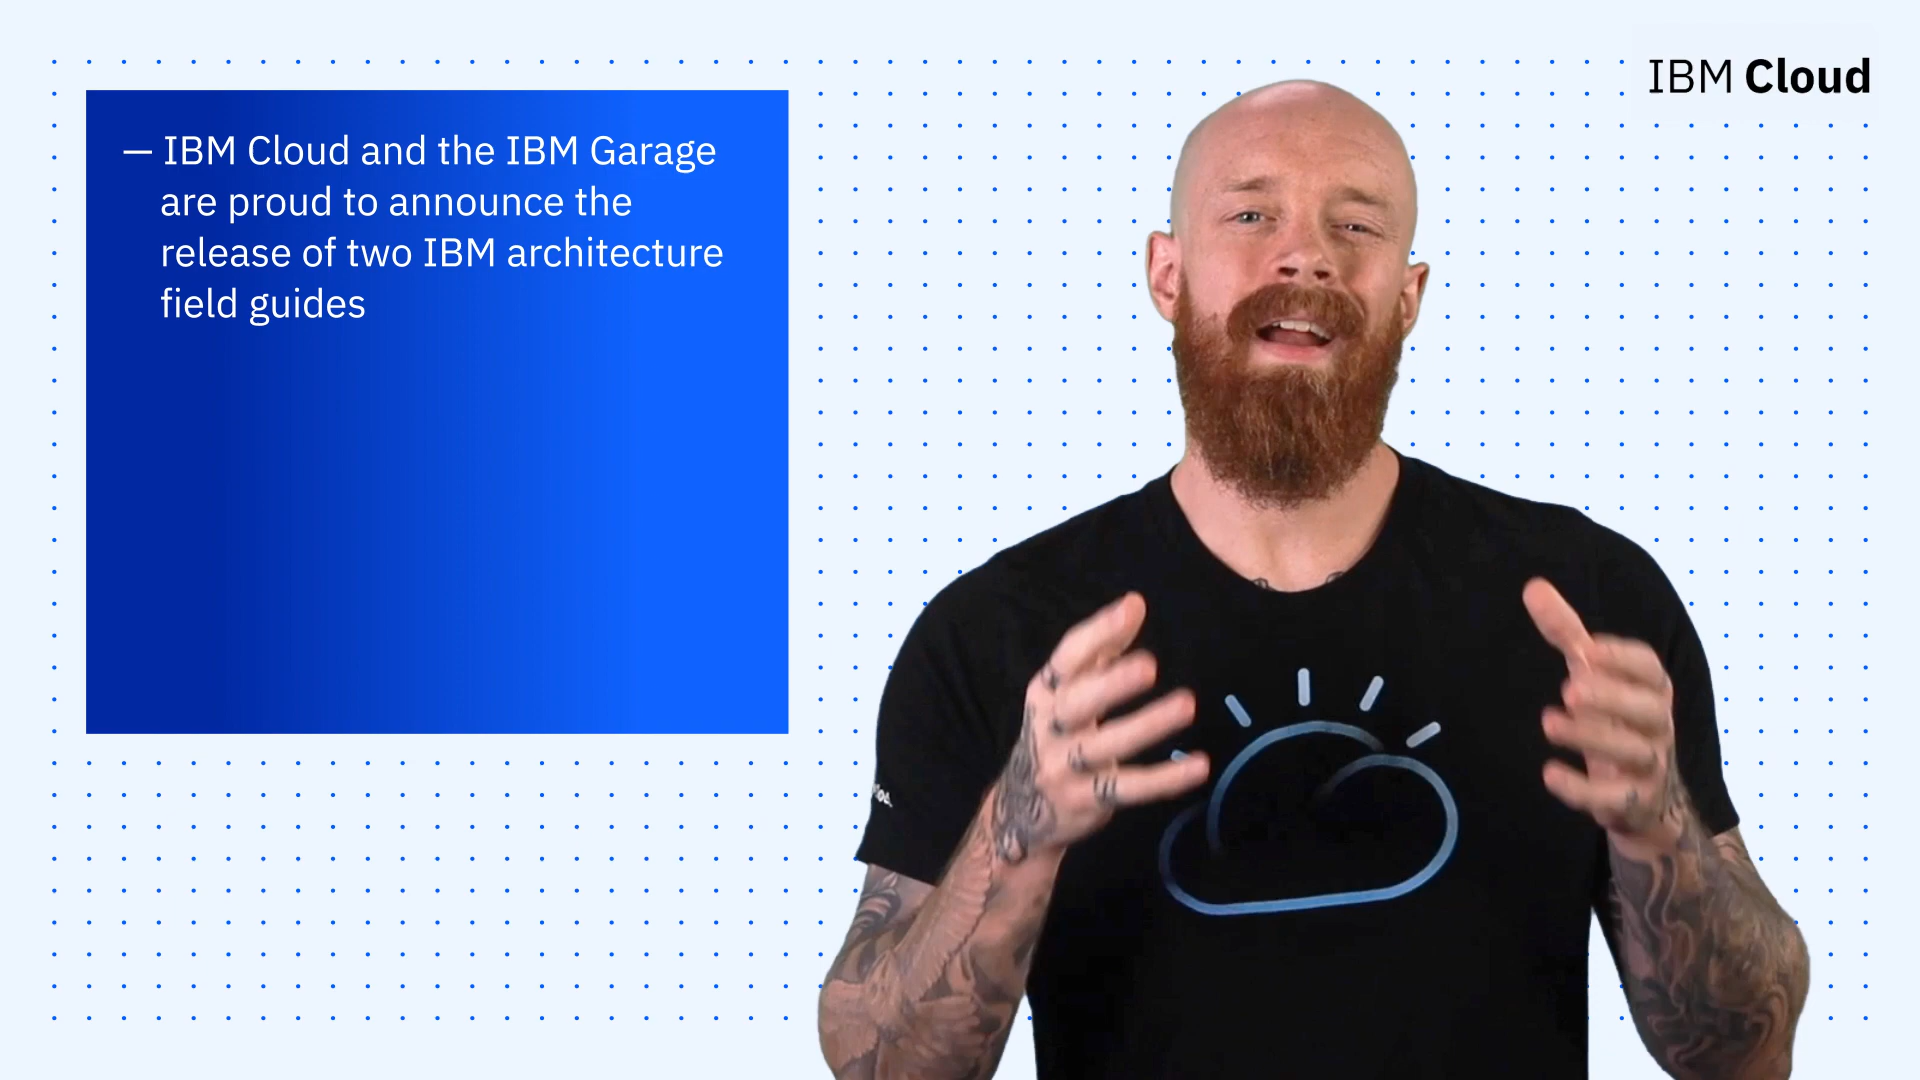 IBM Cloud
— IBM Cloud and the IBM Garage
are proud to announce the
release of two IBM architecture
field guides